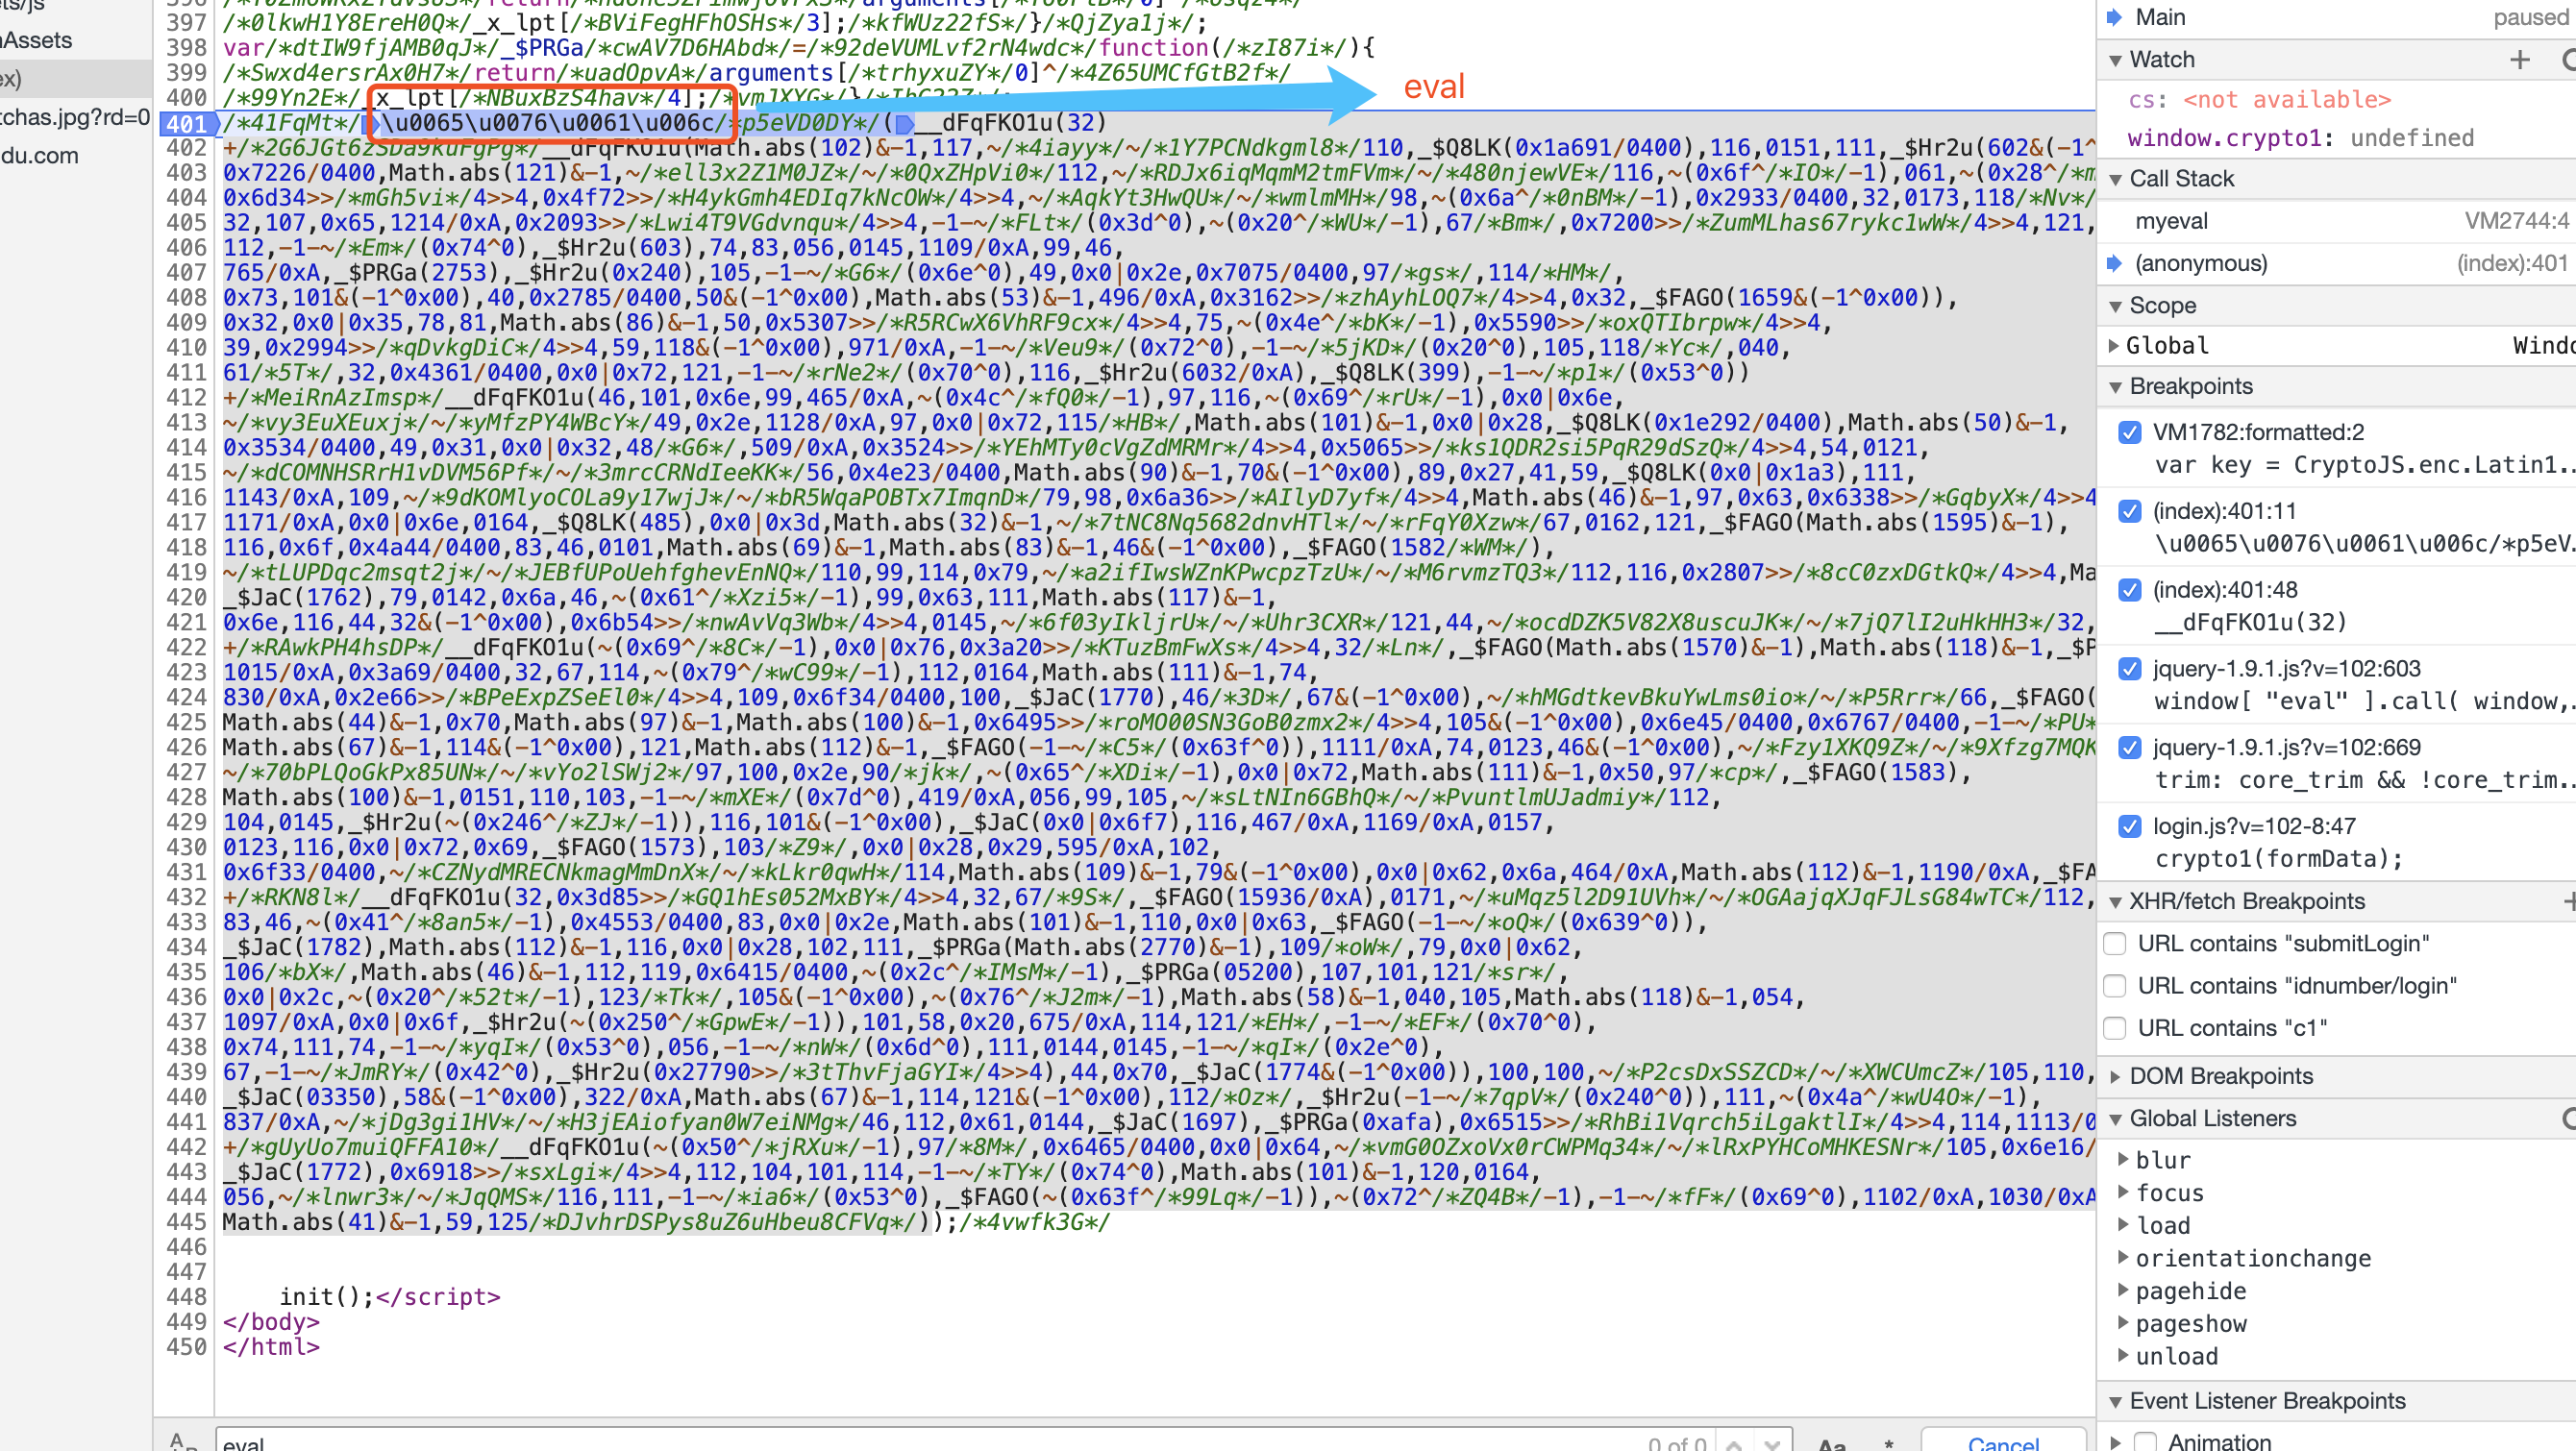 ets/js
nAssets
ex)
tchas.jpg?rd=0
du.com
397 /*0lkwH1Y8EreH0Q*/_x_lpt[/*BViFegHFhOSHs*/3];/*kfWUz22fS*/}/*QjZya1j*/;
398 var/*dtIW9fjAMB0qJ*/_$PRGa/*cwAV7D6HAbd*/=/*92deVUMLvf2rN4wdc*/function(/*zI87i*/){
399 /*Swxd4ersrAx0H7*/return/*uadOpvA*/arguments[/*trhyxuZY*/0]^/*4Z65UMCfGtB2f*/
400 /*99Yn2E*/_x_lpt[/*NBuxBzS4hav*/4];/*vmJXYG*/}
eval
401 /*41FqMt*/\u0065\u0076\u0061\u006c/*p5eVD0DY*/(__dFqFKO1u(32)
402 +/*2G6JGt6zSDa9kuFgPg*/__dFqFKO1u(Math.abs(102)&-1,117,~/*4iayy*/~/*1Y7PCNdkgml8*/110,_$Q8LK(0x1a691/0400),116,0151,111,_$Hr2u(602&(-1^
403 0x7226/0400,Math.abs(121)&-1,~/*ell3x2Z1M0JZ*/~/*0QxZHpVi0*/112,~/*RDJx6iqMqmM2tmFVm*/~/*480njewVE*/116,~(0x6f^/*IO*/-1),061,~(0x28^/*m
404 0x6d34>>/*mGh5vi*/4>>4,0x4f72>>/*H4ykGmh4EDIq7kNcOW*/4>>4,~/*AqkYt3HwQU*/~/*wmlmMH*/98,~(0x6a^/*0nBM*/-1),0x2933/0400,32,0173,118/*Nv*/
405 32,107,0x65,1214/0xA,0x2093>>/*Lwi4T9VGdvnqu*/4>>4,-1-~/*FLt*/(0x3d^0),~(0x20^/*WU*/-1),67/*Bm*/,0x7200>>/*ZumMLhas67rykc1wW*/4>>4,121,
406 112,-1-~/*Em*/(0x74^0),_$Hr2u(603),74,83,056,0145,1109/0xA,99,46,
407 765/0xA,_$PRGa(2753),_$Hr2u(0x240),105,-1-~/*G6*/(0x6e^0),49,0x0|0x2e,0x7075/0400,97/*gs*/,114/*HM*/,
408 0x73,101&(-1^0x00),40,0x2785/0400,50&(-1^0x00),Math.abs(53)&-1,496/0xA,0x3162>>/*zhAyhLOQ7*/4>>4,0x32,_$FAGO(1659&(-1^0x00)),
409 0x32,0x0|0x35,78,81,Math.abs(86)&-1,50,0x5307>>/*R5RCwX6VhRF9cx*/4>>4,75,~(0x4e^/*bK*/-1),0x5590>>/*oxQTIbrpw*/4>>4,
410 39,0x2994>>/*qDvkgDiC*/4>>4,59,118&(-1^0x00),971/0xA,-1-~/*Veu9*/(0x72^0),-1-~/*5jKD*/(0x20^0),105,118/*Yc*/,040,
411 61/*5T*/,32,0x4361/0400,0x0|0x72,121,-1-~/*rNe2*/(0x70^0),116,_$Hr2u(6032/0xA),_$Q8LK(399),-1-~/*p1*/(0x53^0))
412 +/*MeiRnAzImsp*/__dFqFKO1u(46,101,0x6e,99,465/0xA,~(0x4c^/*fQ0*/-1),97,116,~(0x69^/*rU*/-1),0x0|0x6e,
413 ~/*vy3EuXEuxj*/~/*yMfzPY4WBcY*/49,0x2e,1128/0xA,97,0x0|0x72,115/*HB*/,Math.abs(101)&-1,0x0|0x28,_$Q8LK(0x1e292/0400),Math.abs(50)&-1,
414 0x3534/0400,49,0x31,0x0|0x32,48/*G6*/,509/0xA,0x3524>>/*YEhMTy0cVgZdMRMr*/4>>4,0x5065>>/*ks1QDR2si5PqR29dSzQ*/4>>4,54,0121,
415 ~/*dCOMNHSRrH1vDVM56Pf*/~/*3mrcCRNdIeeKK*/56,0x4e23/0400,Math.abs(90)&-1,70&(-1^0x00),89,0x27,41,59,_$Q8LK(0x0|0x1a3),111,
416 1143/0xA,109,~/*9dKOMlyoCOLa9y17wjJ*/~/*bR5WqaPOBTx7ImqnD*/79,98,0x6a36>>/*AIlyD7yf*/4>>4,Math.abs(46)&-1,97,0x63,0x6338>>/*GqbyX*/4>>4
417 1171/0xA,0x0|0x6e,0164,_$Q8LK(485),0x0|0x3d,Math.abs(32)&-1,~/*7tNC8Nq5682dnvHTl*/~/*rFqY0Xzw*/67,0162,121,_$FAGO(Math.abs(1595)&-1),
418 116,0x6f,0x4a44/0400,83,46,0101,Math.abs(69)&-1,Math.abs(83)&-1,46&(-1^0x00),_$FAGO(1582/*WM*/),
419 ~/*tLUPDqc2msqt2j*/~/*JEBfUPoUehfghevEnNQ*/110,99,114,0x79,~/*a2ifIwsWZnKPwcpzTzU*/~/*M6rvmzTQ3*/112,116,0x2807>>/*8cC0zxDGtkQ*/4>>4,Ma
420 _$JaC(1762),79,0142,0x6a,46,~(0x61^/*Xzi5*/-1),99,0x63,111,Math.abs(117)&-1,
421 0x6e,116,44,32&(-1^0x00),0x6b54>>/*nwAvVq3Wb*/4>>4,0145,~/*6f03yIkljrU*/~/*Uhr3CXR*/121,44,~/*ocdDZK5V82X8uscuJK*/~/*7jQ7lI2uHkHH3*/32,
422 +/*RAwkPH4hsDP*/__dFqFKO1u(~(0x69^/*8C*/-1),0x0|0x76,0x3a20>>/*KTuzBmFwXs*/4>>4,32/*Ln*/,_$FAGO(Math.abs(1570)&-1),Math.abs(118)&-1,_$P
423 1015/0xA,0x3a69/0400,32,67,114,~(0x79^/*wC99*/-1),112,0164,Math.abs(111)&-1,74,
424 830/0xA,0x2e66>>/*BPeExpZSeEl0*/4>>4,109,0x6f34/0400,100,_$JaC(1770),46/*3D*/,67&(-1^0x00),~/*hMGdtkevBkuYwLms0io*/~/*P5Rrr*/66,_$FAGO(
425 Math.abs(44)&-1,0x70,Math.abs(97)&-1,Math.abs(100)&-1,0x6495>>/*roMO00SN3GoB0zmx2*/4>>4,105&(-1^0x00),0x6e45/0400,0x6767/0400,-1-~/*PU*
426 Math.abs(67)&-1,114&(-1^0x00),121,Math.abs(112)&-1,_$FAGO(-1-~/*C5*/(0x63f^0)),1111/0xA,74,0123,46&(-1^0x00),~/*Fzy1XKQ9Z*/~/*9Xfzg7MQK
427 ~/*70bPLQoGkPx85UN*/~/*vYo2lSWj2*/97,100,0x2e,90/*jk*/,~(0x65^/*XDi*/-1),0x0|0x72,Math.abs(111)&-1,0x50,97/*cp*/,_$FAGO(1583),
428 Math.abs(100)&-1,0151,110,103,-1-~/*mXE*/(0x7d^0),419/0xA,056,99,105,~/*sLtNIn6GBhQ*/~/*PvuntlmUJadmiy*/112,
429 104,0145,_$Hr2u(~(0x246^/*ZJ*/-1)),116,101&(-1^0x00),_$JaC(0x0|0x6f7),116,467/0xA,1169/0xA,0157,
430 0123,116,0x0|0x72,0x69,_$FAGO(1573),103/*Z9*/,0x0|0x28,0x29,595/0xA,102,
431 0x6f33/0400,~/*CZNydMRECNkmagMmDnX*/~/*kLkr0qwH*/114,Math.abs(109)&-1,79&(-1^0x00),0x0|0x62,0x6a,464/0xA,Math.abs(112)&-1,1190/0xA,_$FA
432 +/*RKN8l*/__dFqFKO1u(32,0x3d85>>/*GQ1hEs052MxBY*/4>>4,32,67/*9S*/,_$FAGO(15936/0xA),0171,~/*uMqz5l2D91UVh*/~/*OGAajqXJqFJLsG84wTC*/112,
433 83,46,~(0x41^/*8an5*/-1),0x4553/0400,83,0x0|0x2e,Math.abs(101)&-1,110,0x0|0x63,_$FAGO(-1-~/*oQ*/(0x639^0)),
434 _$JaC(1782),Math.abs(112)&-1,116,0x0|0x28,102,111,_$PRGa(Math.abs(2770)&-1),109/*oW*/,79,0x0|0x62,
435 106/*bX*/,Math.abs(46)&-1,112,119,0x6415/0400,~(0x2c^/*IMsM*/-1),_$PRGa(05200),107,101,121/*sr*/,
436 0x0|0x2c,~(0x20^/*52t*/-1),123/*Tk*/,105&(-1^0x00),~(0x76^/*J2m*/-1),Math.abs(58)&-1,040,105,Math.abs(118)&-1,054,
437 1097/0xA,0x0|0x6f,_$Hr2u(~(0x250^/*GpwE*/-1)),101,58,0x20,675/0xA,114,121/*EH*/,-1-~/*EF*/(0x70^0),
438 0x74,111,74,-1-~/*yqI*/(0x53^0),056,-1-~/*nW*/(0x6d^0),111,0144,0145,-1-~/*qI*/(0x2e^0),
439 67,-1-~/*JmRY*/(0x42^0),_$Hr2u(0x27790>>/*3tThvFjaGYI*/4>>4),44,0x70,_$JaC(1774&(-1^0x00)),100,100,~/*P2csDxSSZCD*/~/*XWCUmcZ*/105,110,
440 _$JaC(03350),58&(-1^0x00),322/0xA,Math.abs(67)&-1,114,121&(-1^0x00),112/*Oz*/,_$Hr2u(-1-~/*7qpV*/(0x240^0)),111,~(0x4a^/*wU4O*/-1),
441 837/0xA,~/*jDg3gi1HV*/~/*H3jEAiofyan0W7eiNMg*/46,112,0x61,0144,_$JaC(1697),_$PRGa(0xafa),0x6515>>/*RhBi1Vqrch5iLgaktlI*/4>>4,114,1113/0
442 +/*gUyUo7muiQFFA10*/__dFqFKO1u(~(0x50^/*jRXu*/-1),97/*8M*/,0x6465/0400,0x0|0x64,~/*vmG0OZxoVx0rCWPMq34*/~/*lRxPYHCoMHKESNr*/105,0x6e16/
443 _$JaC(1772),0x6918>>/*sxLgi*/4>>4,112,104,101,114,-1-~/*TY*/(0x74^0),Math.abs(101)&-1,120,0164,
444 056,~/*lnwr3*/~/*JqQMS*/116,111,-1-~/*ia6*/(0x53^0),_$FAGO(~(0x63f^/*99Lq*/-1)),~(0x72^/*ZQ4B*/-1),-1-~/*fF*/(0x69^0),1102/0xA,1030/0xA
445 Math.abs(41)&-1,59,125/*DJvhrDSPys8uZ6uHbeu8CFVq*/));/*4vwfk3G*/
446
447
448 init();</script>
449 </body>
450 </html>
eval
0 of 0
Aa
.*
Cancel
Main paused
Watch
cs: <not available>
window.crypto1: undefined
Call Stack
myeval VM2744:4
(anonymous) (index):401
Scope
Global Windo
Breakpoints
VM1782:formatted:2
var key = CryptoJS.enc.Latin1..
(index):401:11
\u0065\u0076\u0061\u006c/*p5eV.
(index):401:48
__dFqFKO1u(32)
jquery-1.9.1.js?v=102:603
window[ "eval" ].call( window,.
jquery-1.9.1.js?v=102:669
trim: core_trim && !core_trim..
login.js?v=102-8:47
crypto1(formData);
XHR/fetch Breakpoints
URL contains "submitLogin"
URL contains "idnumber/login"
URL contains "c1"
DOM Breakpoints
Global Listeners
blur
focus
load
orientationchange
pagehide
pageshow
unload
Event Listener Breakpoints
Animation